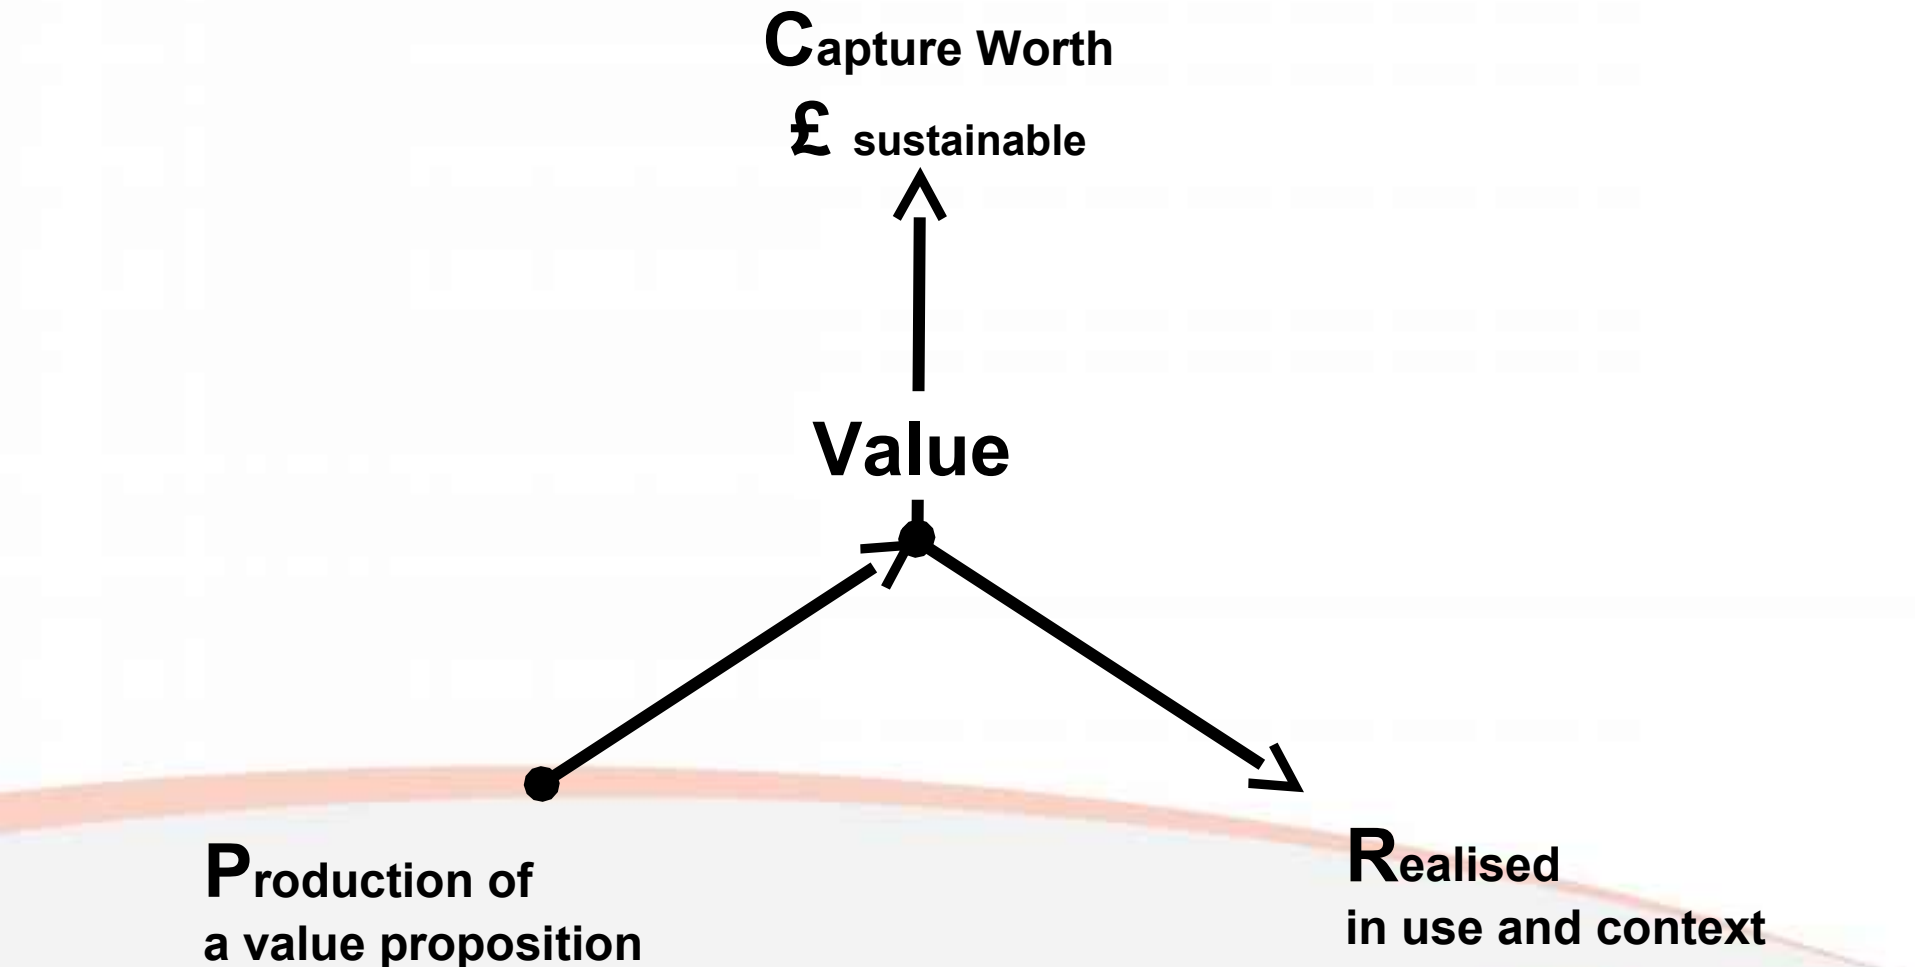 Capture Worth
£ sustainable
Value
Production of
a value proposition
Realised
in use and context